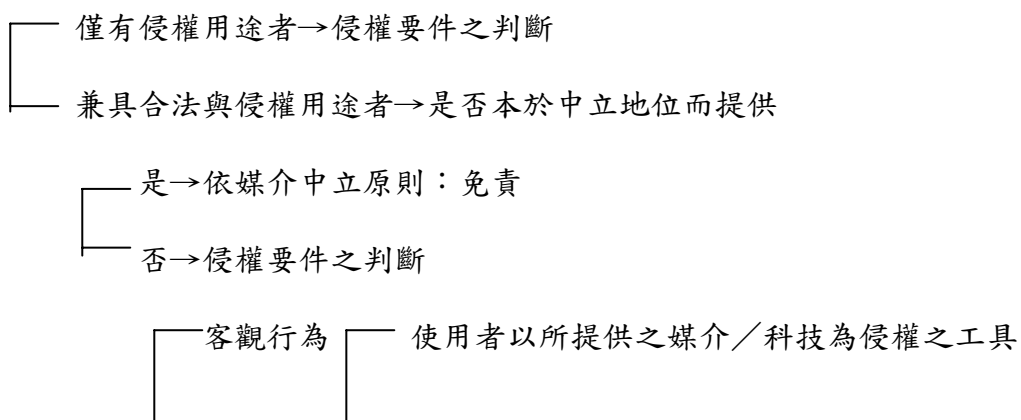 僅有侵權用途者→侵權要件之判斷
兼具合法與侵權用途者→是否本於中立地位而提供
是→依媒介中立原則：免責
否→侵權要件之判斷
客觀行為 使用者以所提供之媒介／科技為侵權之工具